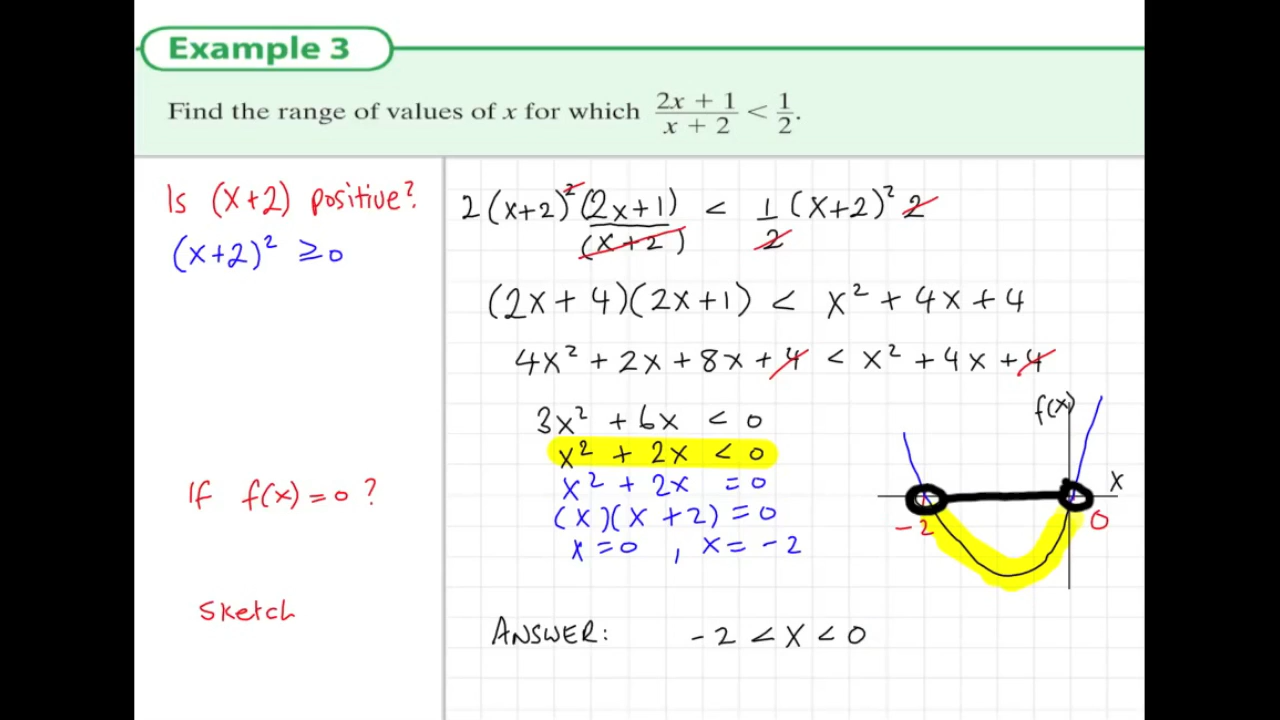 Example 3
Find the range of values of x for which (2x + 1)/(x + 2) < 1/2.
Is (x+2) positive?
(x+2)² ≥ 0
2(x+2)² (2x+1)/(x+2) < 1/2 (x+2)² 2
(2x + 4)(2x+1) < x² + 4x + 4
4x² + 2x + 8x + 4 < x² + 4x + 4
3x² + 6x < 0
x² + 2x < 0
x² + 2x = 0
(x)(x + 2) = 0
x = 0 , x = -2
If f(x) = 0 ?
f(x)
x
-2
0
Sketch
ANSWER: -2 < x < 0